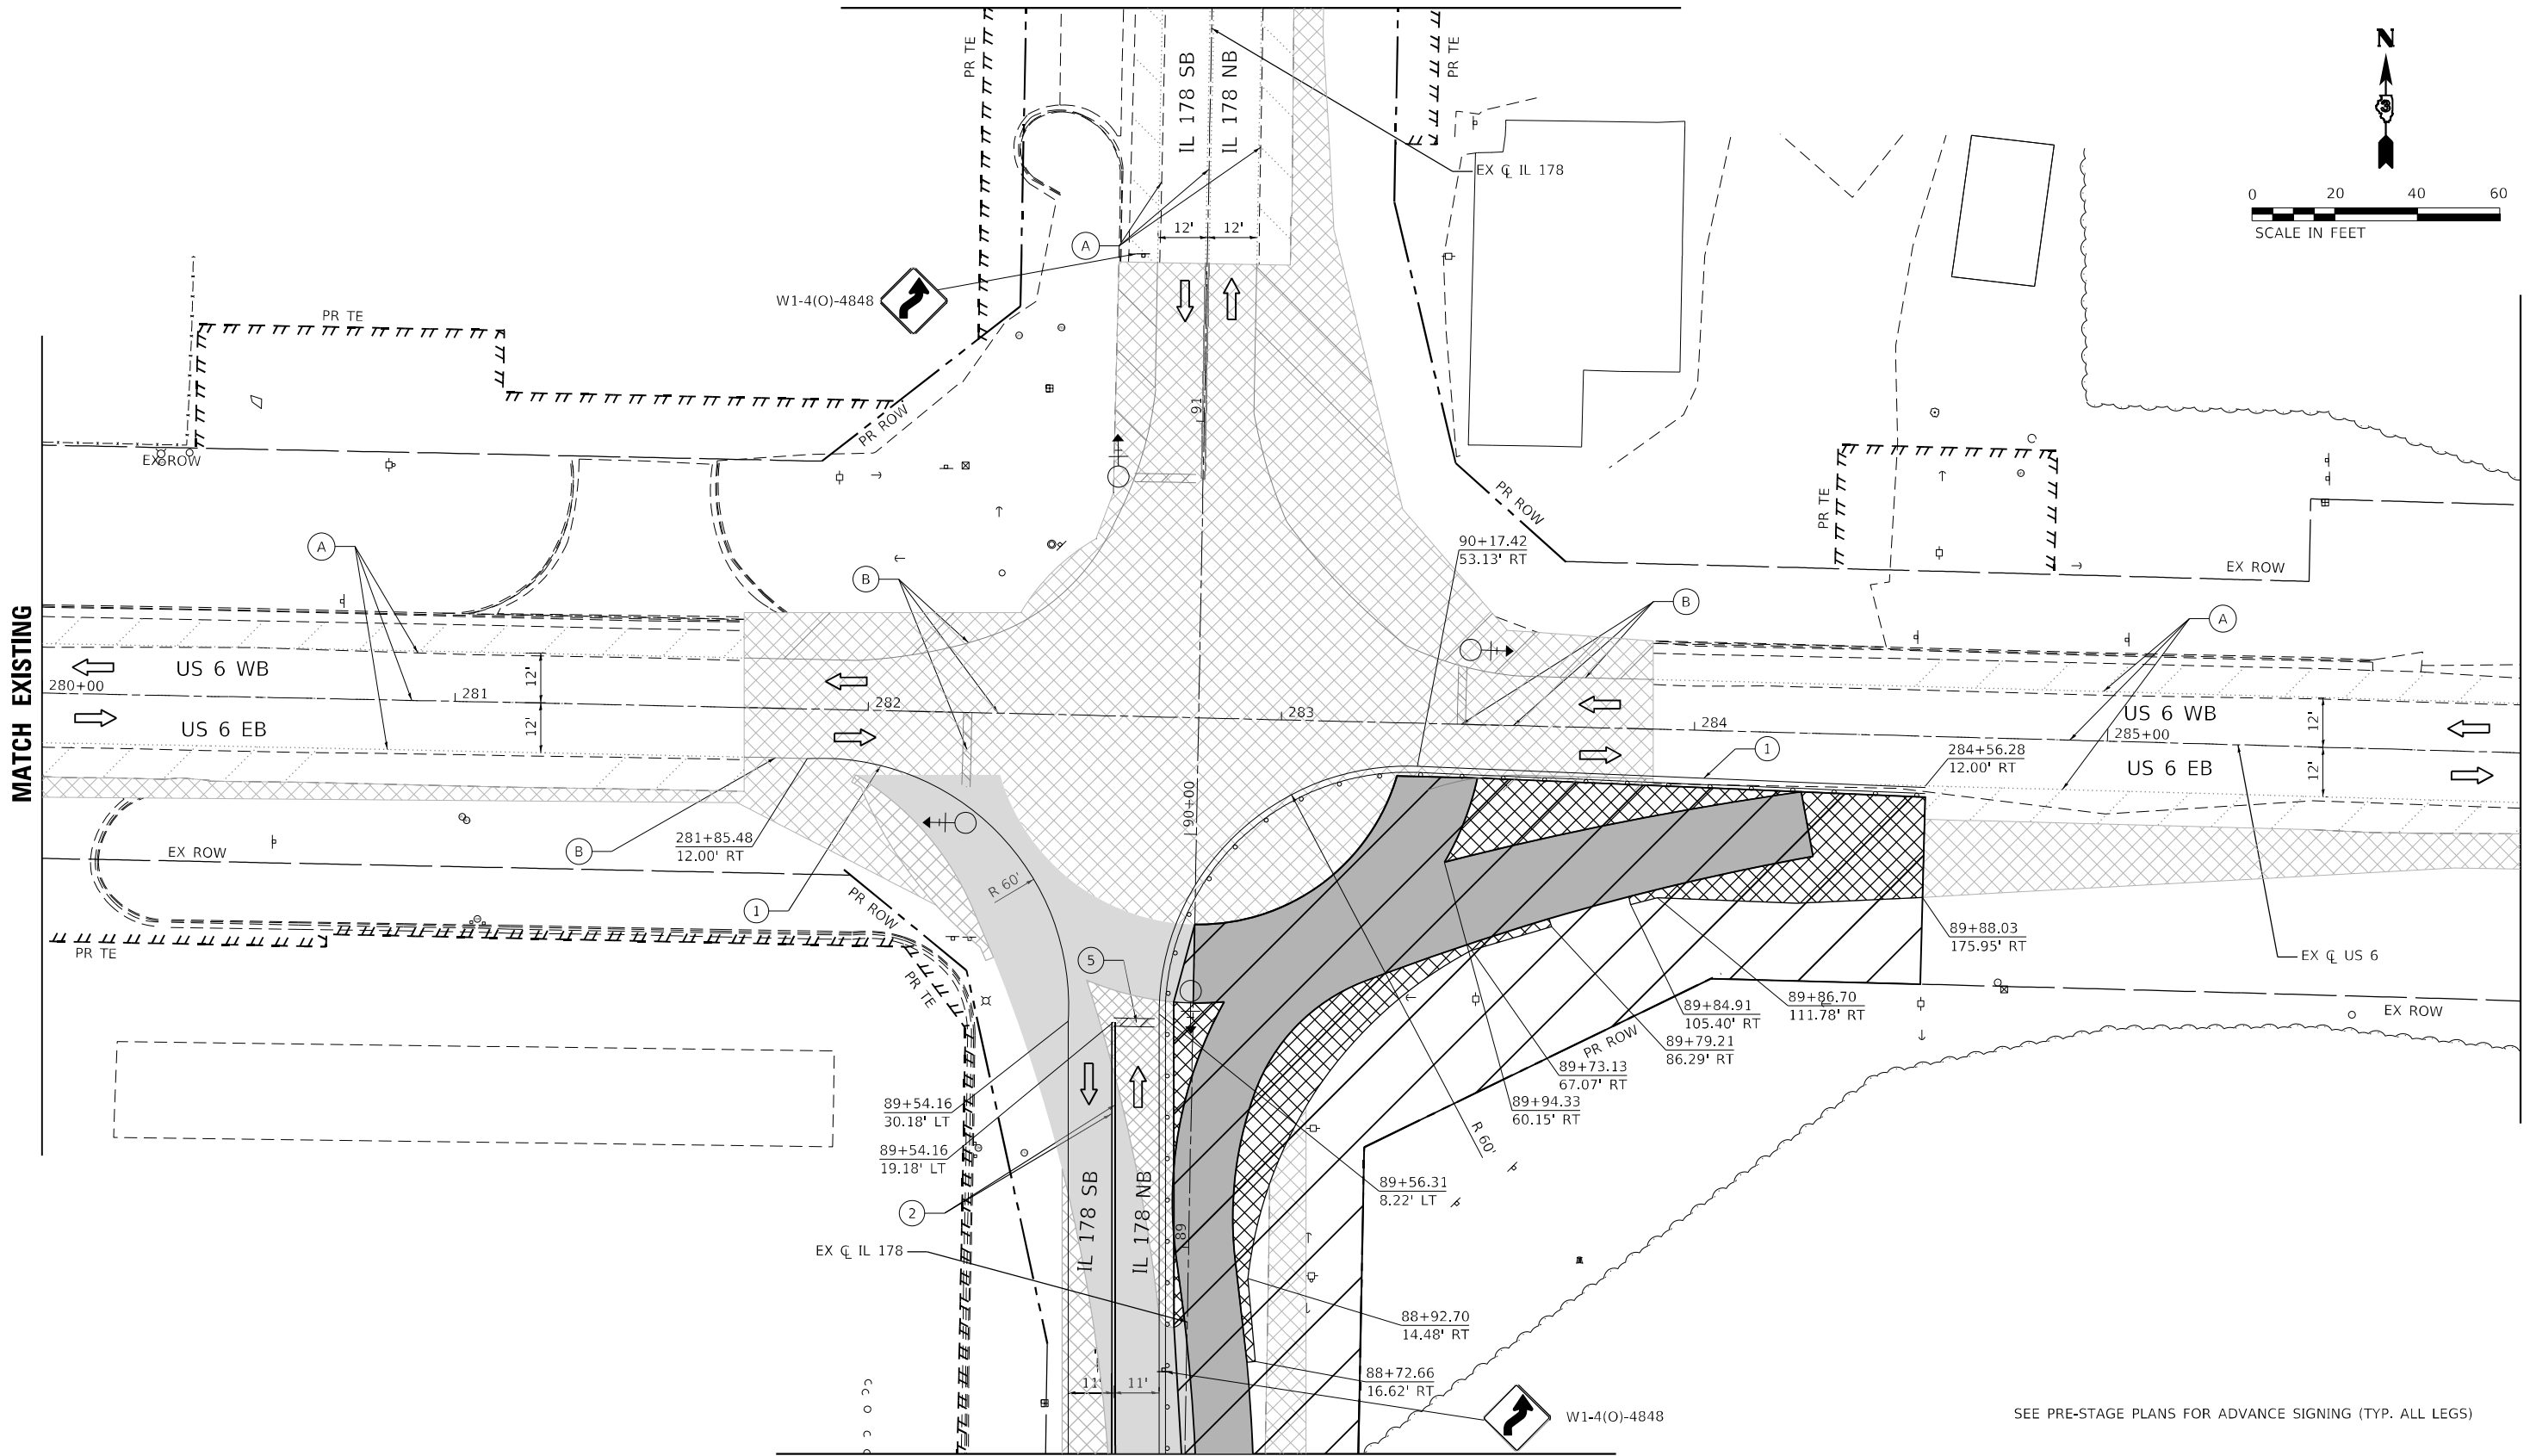 PR TE
IL 178 SB
IL 178 NB
PR TE
N
3
0 20 40 60
SCALE IN FEET
EX ℄ IL 178
12' 12'
A
W1-4(O)-4848
PR TE
91
PR ROW
EX ROW
PR ROW
PR TE
90+17.42
53.13' RT
EX ROW
A
B
B
A
MATCH EXISTING
US 6 WB
280+00
281
12'
282
283
284
US 6 WB
285+00
12'
US 6 EB
12'
1
284+56.28
12.00' RT
US 6 EB
12'
90+00
281+85.48
12.00' RT
B
EX ROW
R 60'
1
PR ROW
PR TE
PR TE
5
89+88.03
175.95' RT
EX ℄ US 6
89+86.70
111.78' RT
89+84.91
105.40' RT
EX ROW
PR ROW
89+79.21
86.29' RT
89+73.13
67.07' RT
89+94.33
60.15' RT
R 60'
89+54.16
30.18' LT
89+54.16
19.18' LT
89+56.31
8.22' LT
2
IL 178 SB
IL 178 NB
89
EX ℄ IL 178
88+92.70
14.48' RT
88+72.66
16.62' RT
11' 11'
W1-4(O)-4848
SEE PRE-STAGE PLANS FOR ADVANCE SIGNING (TYP. ALL LEGS)